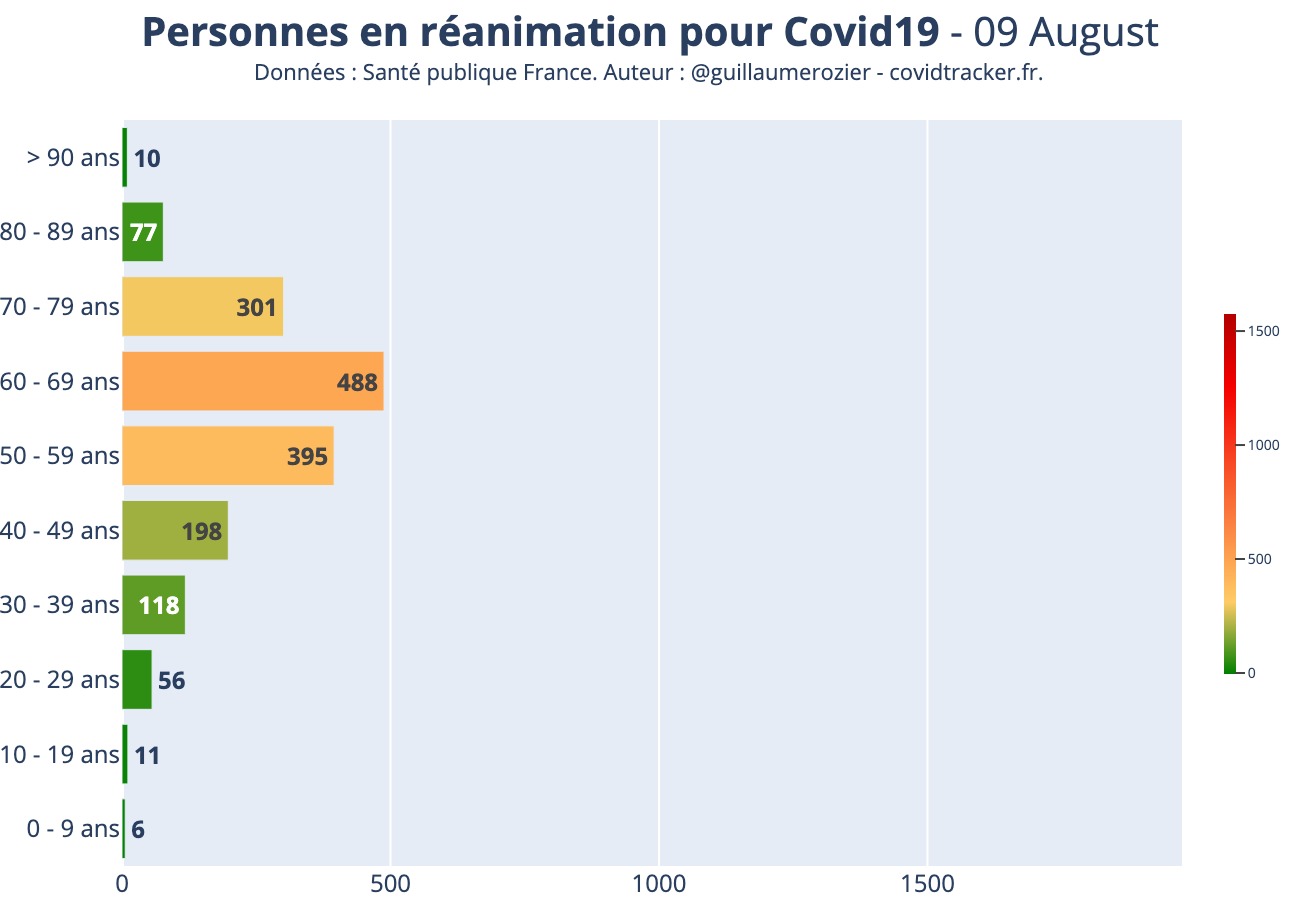 Personnes en réanimation pour Covid19 - 09 August
Données : Santé publique France. Auteur : @guillaumerozier - covidtracker.fr.
> 90 ans 10
80 - 89 ans 77
70 - 79 ans 301
60 - 69 ans 488
50 - 59 ans 395
40 - 49 ans 198
30 - 39 ans 118
20 - 29 ans 56
10 - 19 ans 11
0 - 9 ans 6
0 500 1000 1500
1500
1000
500
0